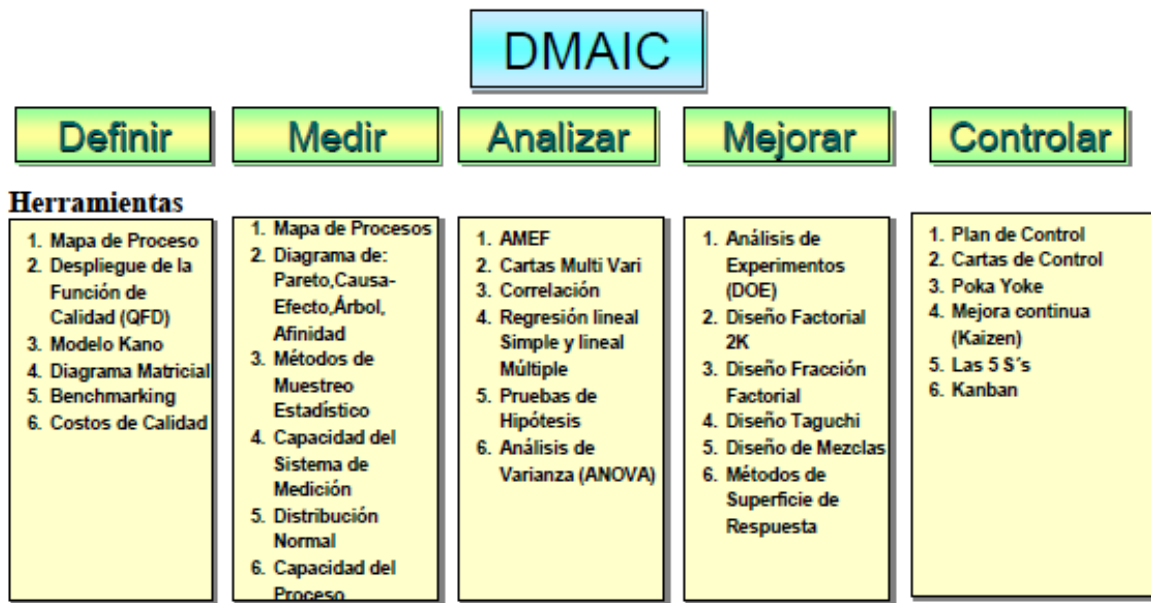 DMAIC
Definir
Medir
Analizar
Mejorar
Controlar
Herramientas
1. Mapa de Proceso
2. Despliegue de la
Función de
Calidad (QFD)
3. Modelo Kano
4. Diagrama Matricial
5. Benchmarking
6. Costos de Calidad
1. Mapa de Procesos
2. Diagrama de:
Pareto,Causa-
Efecto,Árbol,
Afinidad
3. Métodos de
Muestreo
Estadístico
4. Capacidad del
Sistema de
Medición
5. Distribución
Normal
6. Capacidad del
Proceso
1. AMEF
2. Cartas Multi Vari
3. Correlación
4. Regresión lineal
Simple y lineal
Múltiple
5. Pruebas de
Hipótesis
6. Análisis de
Varianza (ANOVA)
1. Análisis de
Experimentos
(DOE)
2. Diseño Factorial
2K
3. Diseño Fracción
Factorial
4. Diseño Taguchi
5. Diseño de Mezclas
6. Métodos de
Superficie de
Respuesta
1. Plan de Control
2. Cartas de Control
3. Poka Yoke
4. Mejora continua
(Kaizen)
5. Las 5 S´s
6. Kanban